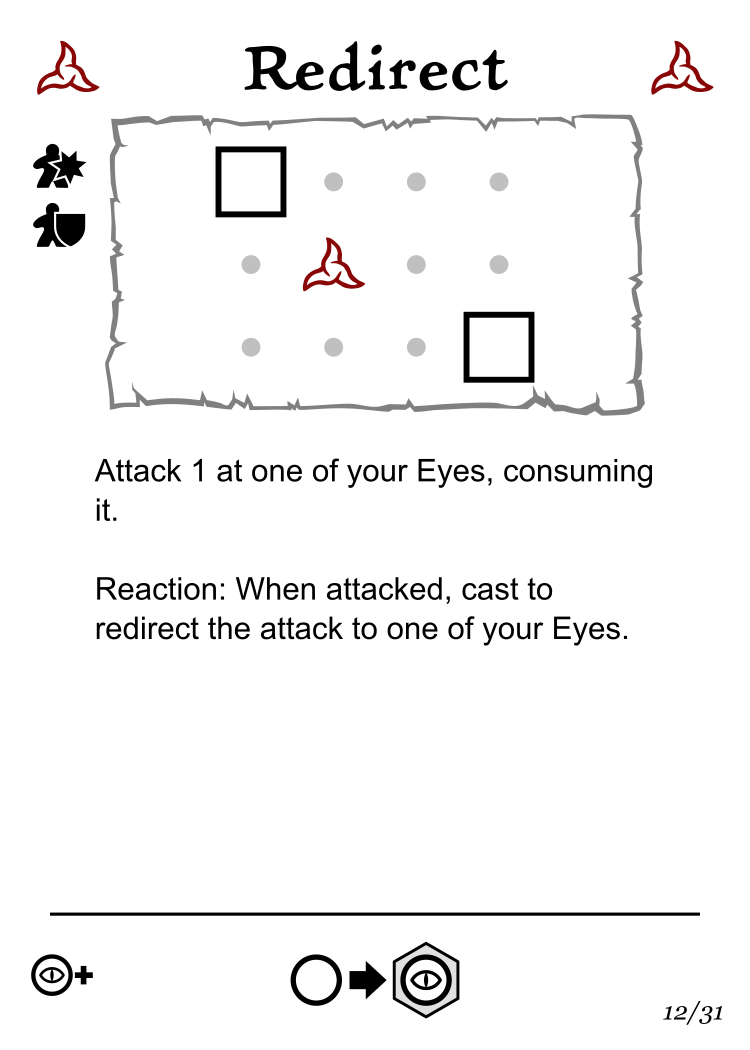 Redirect
Attack 1 at one of your Eyes, consuming
it.
Reaction: When attacked, cast to
redirect the attack to one of your Eyes.
12/31